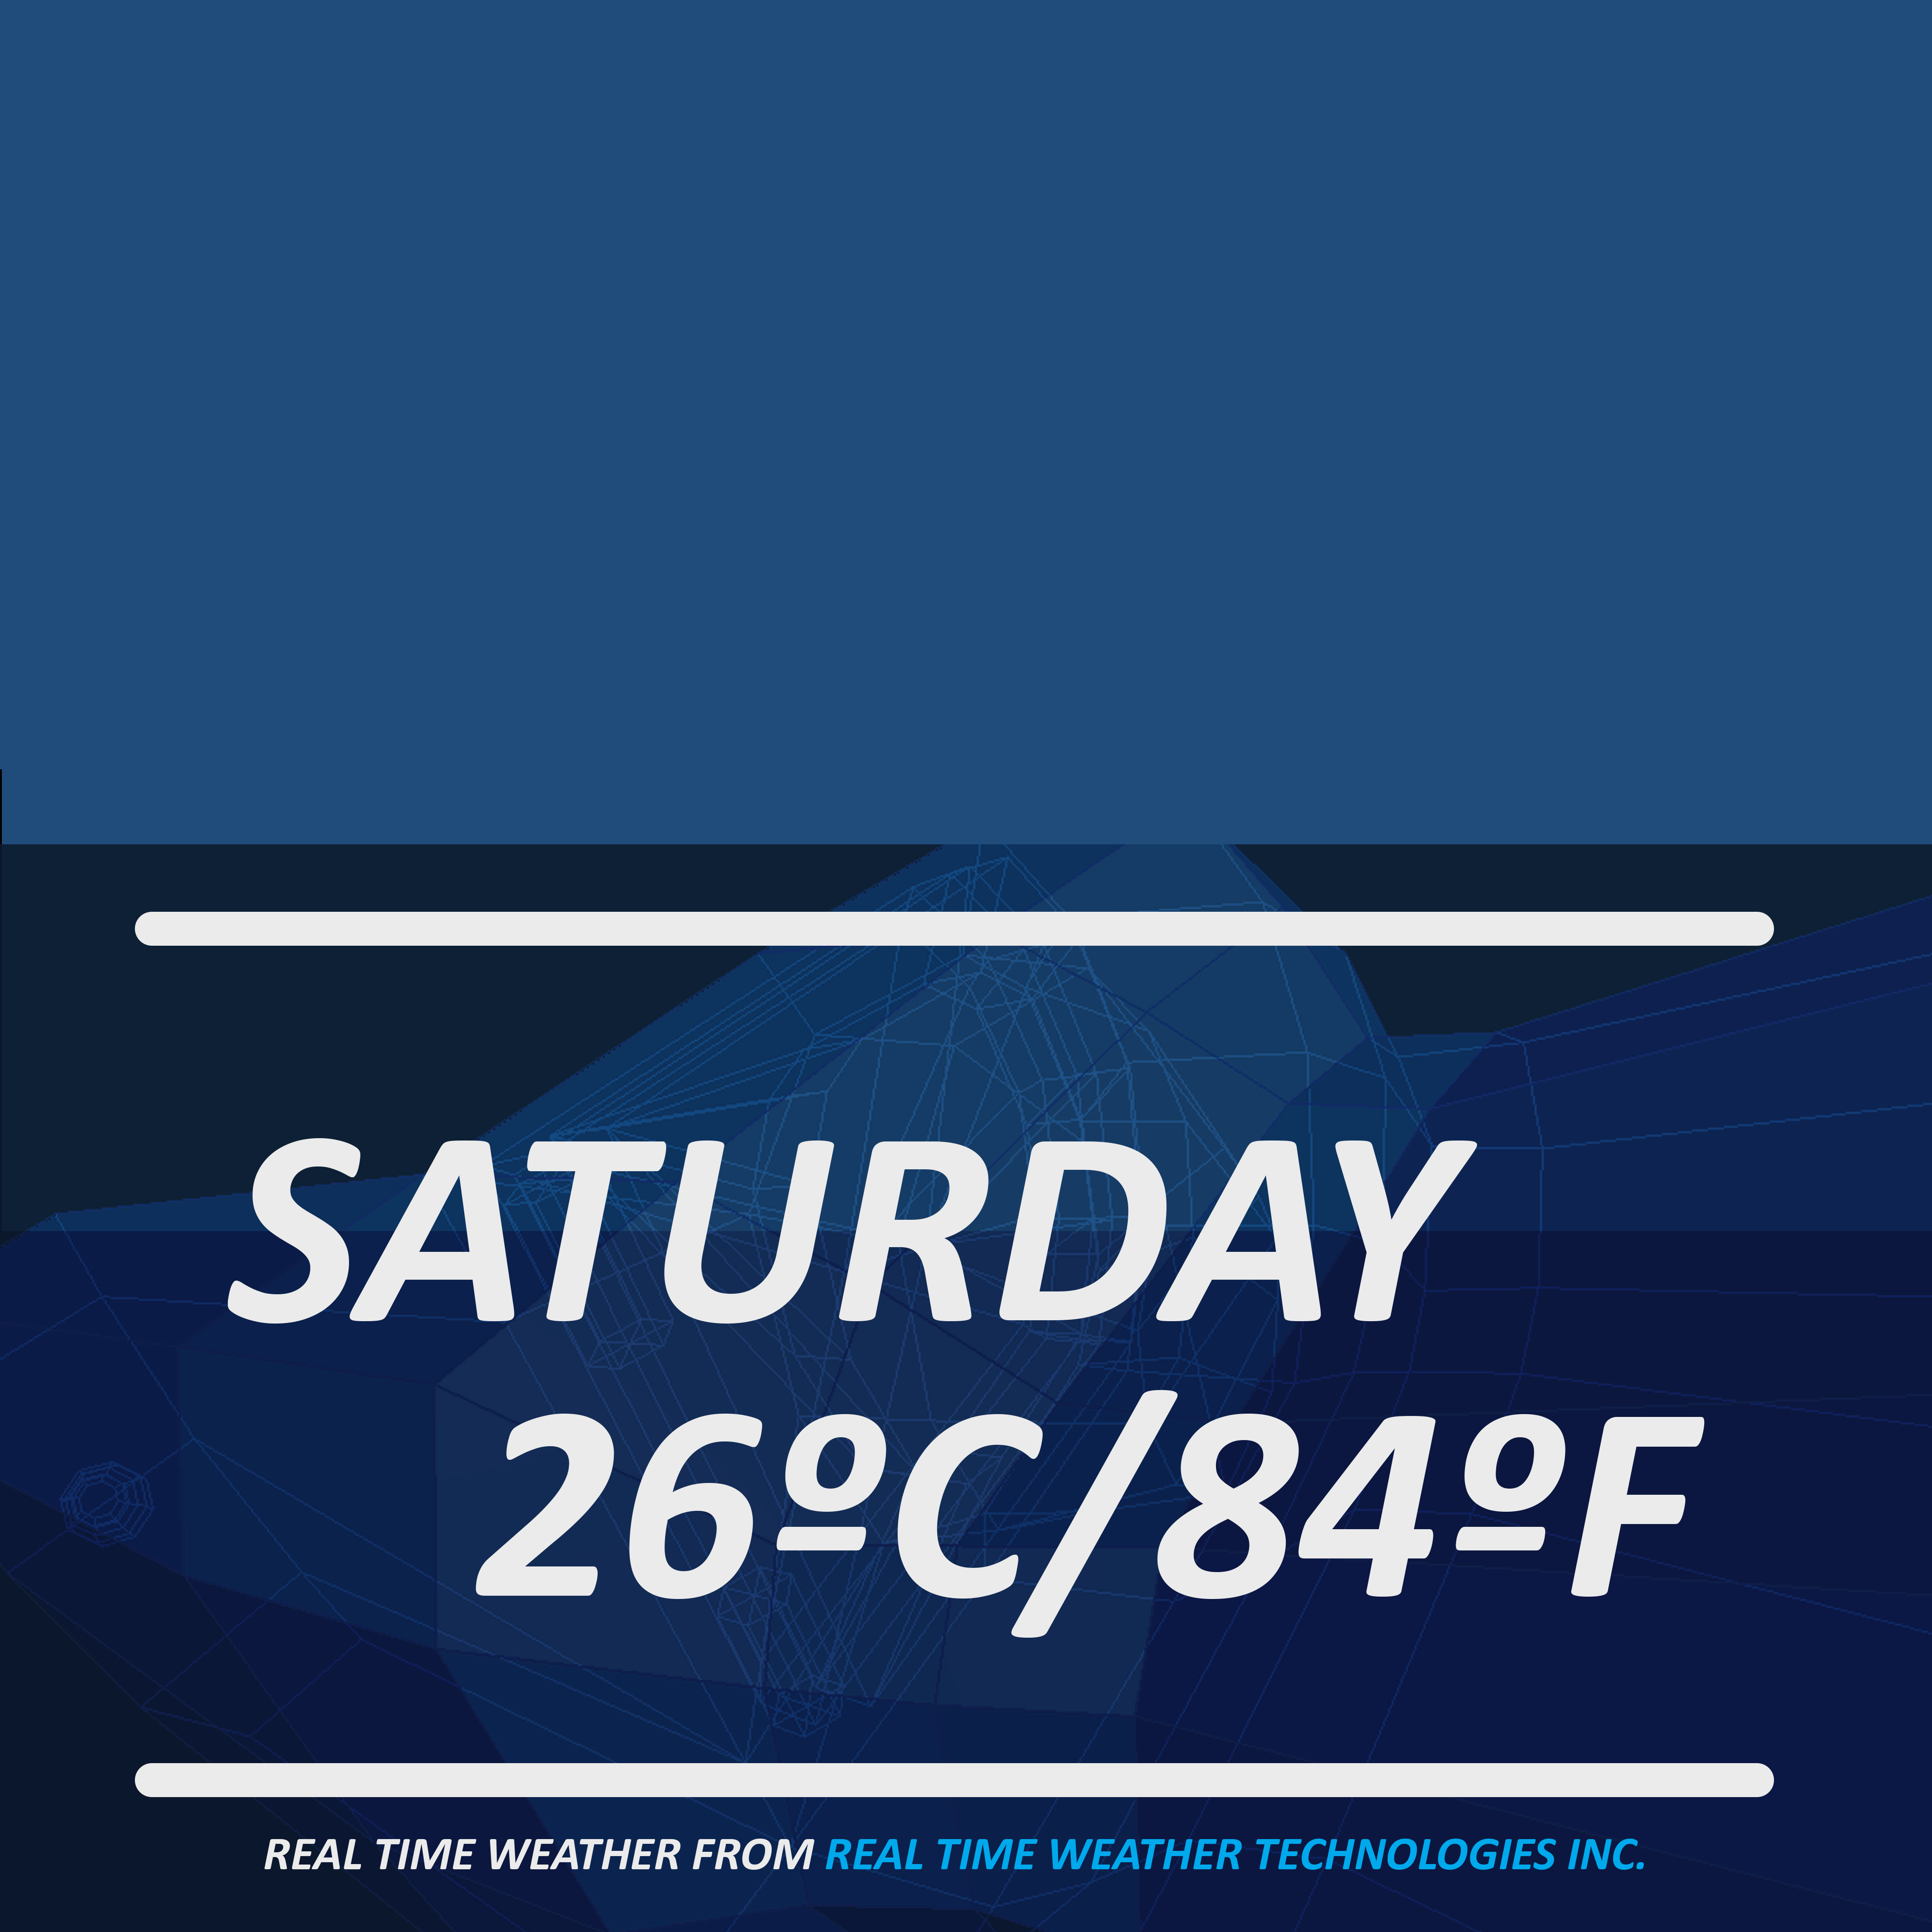 SATURDAY
26ºC/84ºF
REAL TIME WEATHER FROM REAL TIME WEATHER TECHNOLOGIES INC.